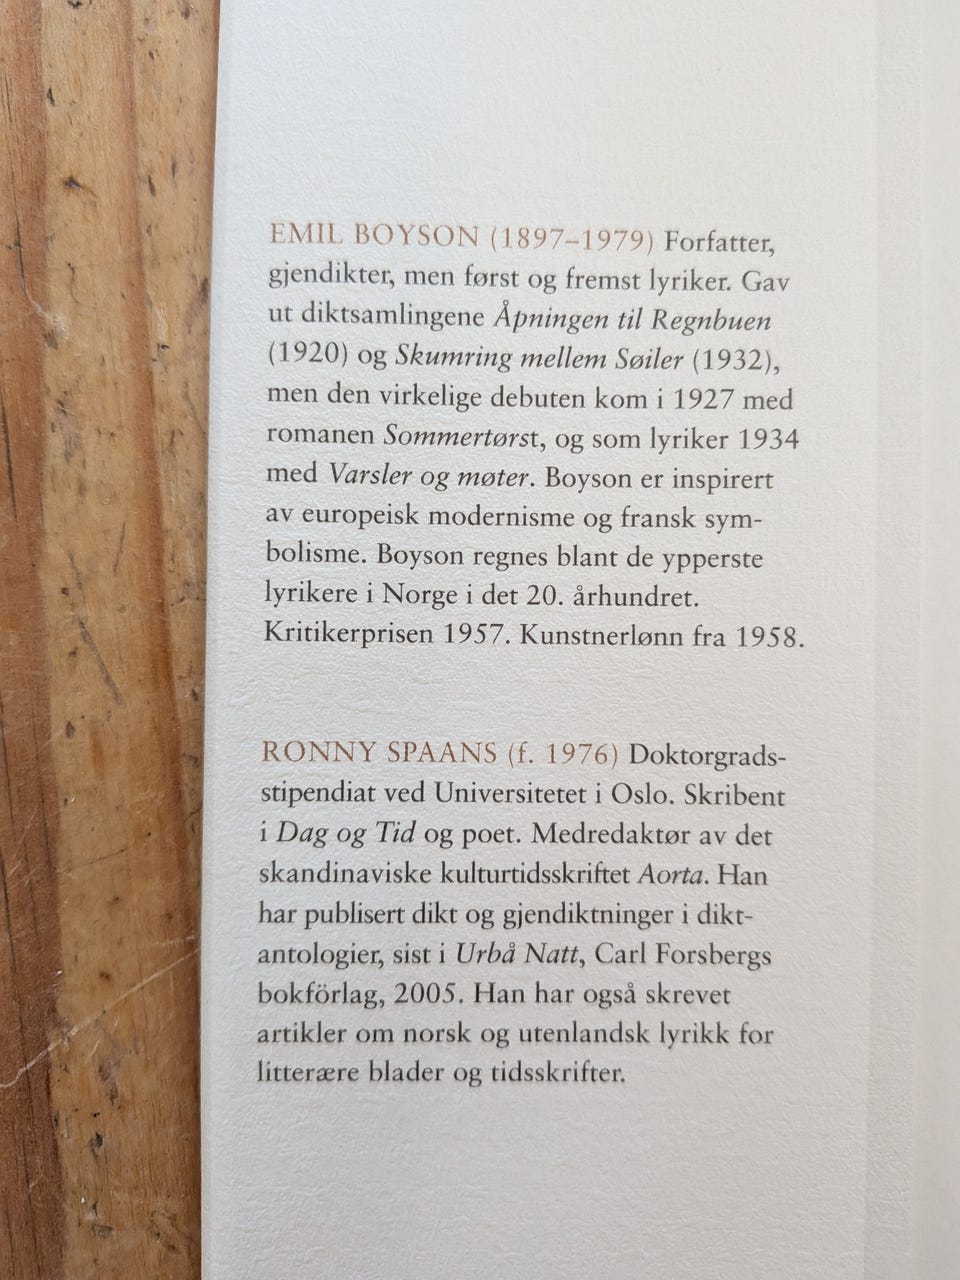 EMIL BOYSON (1897–1979) Forfatter,
gjendikter, men først og fremst lyriker. Gav
ut diktsamlingene Åpningen til Regnbuen
(1920) og Skumring mellem Søiler (1932),
men den virkelige debuten kom i 1927 med
romanen Sommertørst, og som lyriker 1934
med Varsler og møter. Boyson er inspirert
av europeisk modernisme og fransk sym-
bolisme. Boyson regnes blant de ypperste
lyrikere i Norge i det 20. århundret.
Kritikerprisen 1957. Kunstnerlønn fra 1958.
RONNY SPAANS (f. 1976) Doktorgrads-
stipendiat ved Universitetet i Oslo. Skribent
i Dag og Tid og poet. Medredaktør av det
skandinaviske kulturtidsskriftet Aorta. Han
har publisert dikt og gjendiktninger i dikt-
antologier, sist i Urbå Natt, Carl Forsbergs
bokförlag, 2005. Han har også skrevet
artikler om norsk og utenlandsk lyrikk for
litterære blader og tidsskrifter.